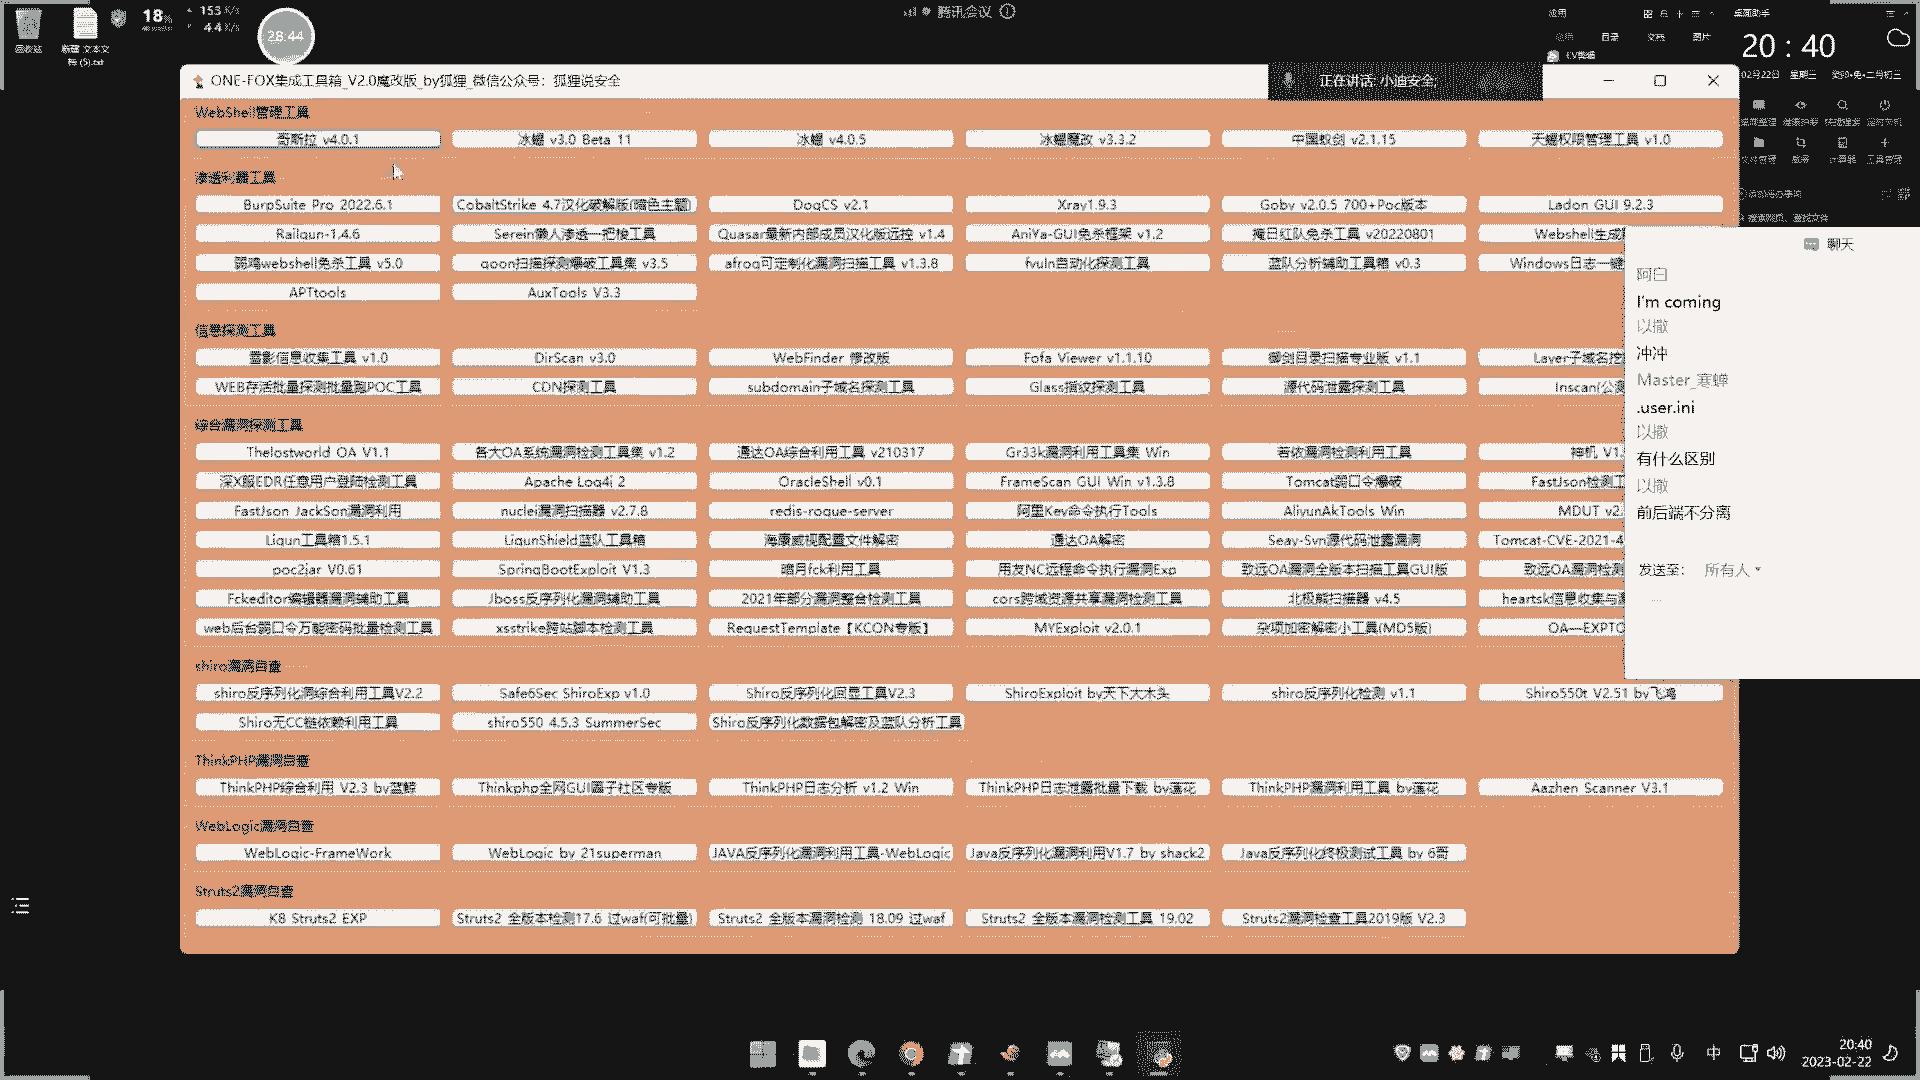 回收站
新建 文本文
档 (5).txt
18%
153 K/s
4.4 K/s
28:44
腾讯会议
应用
目录
文档
图片
桌面助手
20 : 40
02月22日 星期三
ONE-FOX集成工具箱_V2.0魔改版_by狐狸_微信公众号：狐狸说安全
正在讲话: 小迪安全,
WebShell管理工具
哥斯拉 v4.0.1
冰蝎 v3.0 Beta 11
冰蝎 v4.0.5
冰蝎魔改 v3.3.2
中国蚁剑 v2.1.15
天蝎权限管理工具 v1.0
渗透利器工具
BurpSuite Pro 2022.6.1
CobaltStrike 4.7汉化破解版(暗色主题)
DogCS v2.1
Xray1.9.3
Goby v2.0.5 700+Poc版本
Ladon GUI 9.2.3
Railgun-1.4.6
Serein懒人渗透一把梭工具
Quasar最新内部成员汉化版远控 v1.4
AniYa-GUI免杀框架 v1.2
掩日红队免杀工具 v20220801
Webshell生成
弱鸡webshell免杀工具 v5.0
goon扫描探测爆破工具集 v3.5
afrog可定制化漏洞扫描工具 v1.3.8
fvuln自动化探测工具
蓝队分析辅助工具箱 v0.3
Windows日志一键
APTtools
AuxTools V3.3
信息探测工具
灵影信息收集工具 v1.0
DirScan v3.0
WebFinder 修改版
Fofa Viewer v1.1.10
御剑目录扫描专业版 v1.1
Layer子域名挖
WEB存活批量探测批量跑POC工具
CDN探测工具
subdomain子域名探测工具
Glass指纹探测工具
源代码泄露探测工具
Inscan(公测
综合漏洞探测工具
Thelostworld OA V1.1
各大OA系统漏洞检测工具集 v1.2
通达OA综合利用工具 v210317
Gr33k漏洞利用工具集 Win
若依漏洞检测利用工具
神机 V1.
深X服EDR任意用户登陆检测工具
Apache Log4j 2
OracleShell v0.1
FrameScan GUI Win v1.3.8
Tomcat弱口令爆破
FastJson检测工
FastJson JackSon漏洞利用
nuclei漏洞扫描器 v2.7.8
redis-rogue-server
阿里Key命令执行Tools
AliyunAkTools Win
MDUT v2.
Liqun工具箱1.5.1
LiqunShield蓝队工具箱
海康威视配置文件解密
通达OA解密
Seay-Svn源代码泄露漏洞
Tomcat-CVE-2021-4
poc2jar V0.61
SpringBootExploit V1.3
暗月fck利用工具
用友NC远程命令执行漏洞Exp
致远OA漏洞全版本扫描工具GUI版
致远OA漏洞检测
Fckeditor编辑器漏洞辅助工具
Jboss反序列化漏洞辅助工具
2021年部分漏洞整合检测工具
cors跨域资源共享漏洞检测工具
北极熊扫描器 v4.5
heartsk信息收集与漏
web后台弱口令万能密码批量检测工具
xsstrike跨站脚本检测工具
RequestTemplate【KCON专版】
MYExploit v2.0.1
杂项加密解密小工具(MD5版)
OA—EXPTO
shiro漏洞自查
shiro反序列化洞综合利用工具V2.2
Safe6Sec ShiroExp v1.0
Shiro反序列化回显工具V2.3
ShiroExploit by天下大木头
shiro反序列化检测 v1.1
Shiro550t V2.51 by飞鸿
Shiro无CC链依赖利用工具
shiro550 4.5.3 SummerSec
Shiro反序列化数据包解密及蓝队分析工具
ThinkPHP漏洞自查
ThinkPHP综合利用 V2.3 by蓝鲸
Thinkphp全网GUI圈子社区专版
ThinkPHP日志分析 v1.2 Win
ThinkPHP日志泄露批量下载 by莲花
ThinkPHP漏洞利用工具 by莲花
Aazhen Scanner V3.1
WebLogic漏洞自查
WebLogic-FrameWork
WebLogic by 21superman
JAVA反序列化漏洞利用工具-WebLogic
Java反序列化漏洞利用V1.7 by shack2
Java反序列化终极测试工具 by 6哥
Struts2漏洞自查
K8 Struts2 EXP
Struts2 全版本检测17.6 过waf(可批量)
Struts2 全版本漏洞检测 18.09 过waf
Struts2 全版本漏洞检测工具 19.02
Struts2漏洞检查工具2019版 V2.3
聊天
阿白
I'm coming
以撒
冲冲
Master_寒蝉
.user.ini
以撒
有什么区别
以撒
前后端不分离
发送至：所有人
中
20:40
2023-02-22